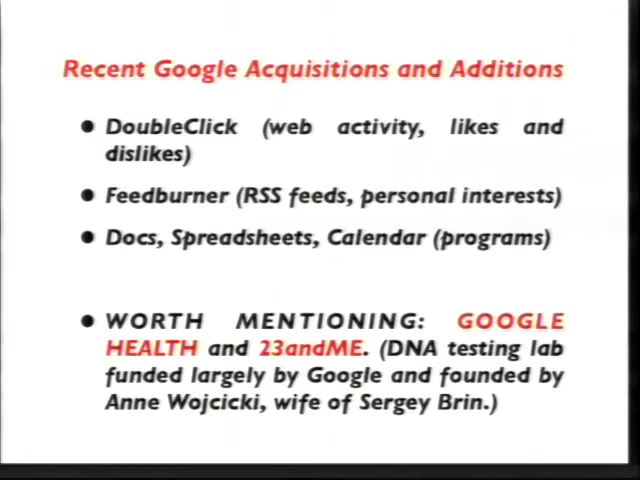 Recent Google Acquisitions and Additions
● DoubleClick (web activity, likes and
dislikes)
● Feedburner (RSS feeds, personal interests)
● Docs, Spreadsheets, Calendar (programs)
● WORTH MENTIONING: GOOGLE
HEALTH and 23andME. (DNA testing lab
funded largely by Google and founded by
Anne Wojcicki, wife of Sergey Brin.)